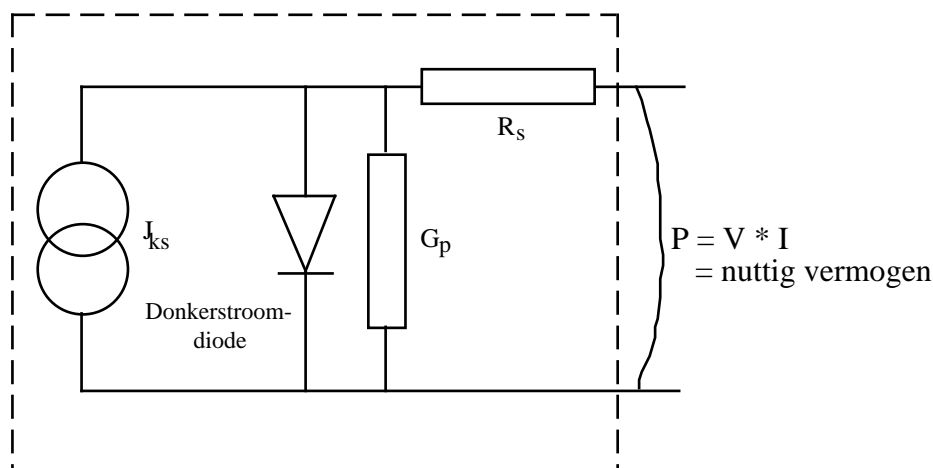 R_s
J_ks
G_p
P = V * I
= nuttig vermogen
Donkerstroom-
diode